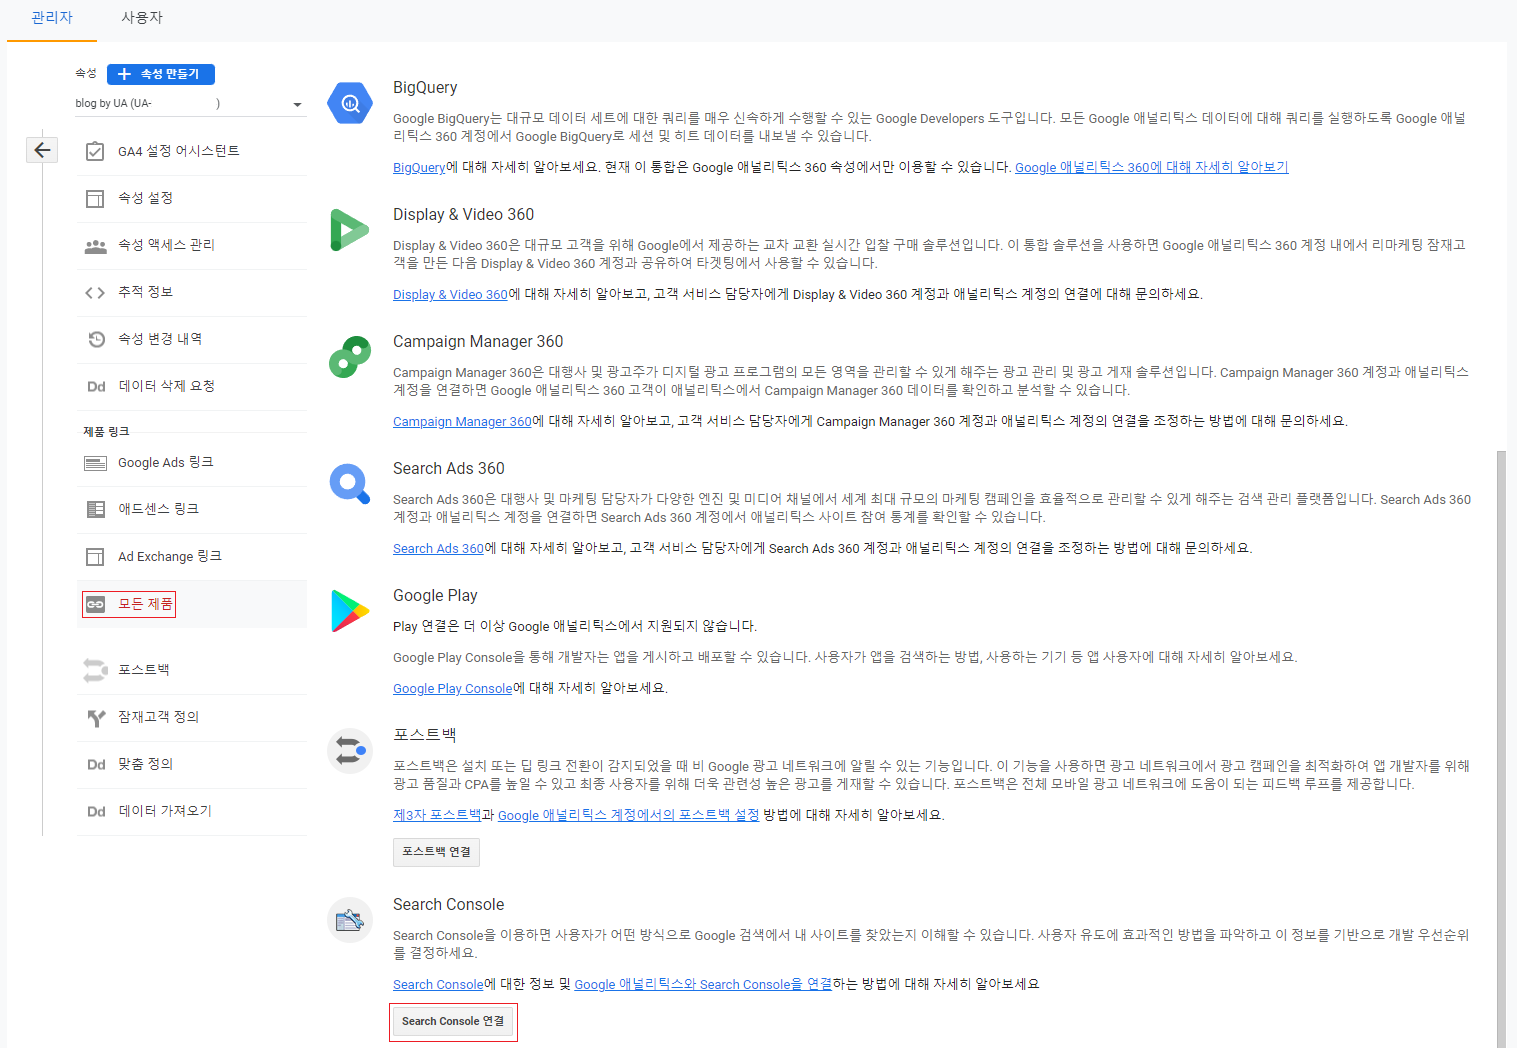 관리자
사용자
속성
속성 만들기
blog by UA (UA- )
GA4 설정 어시스턴트
속성 설정
속성 액세스 관리
추적 정보
속성 변경 내역
Dd 데이터 삭제 요청
제품 링크
Google Ads 링크
애드센스 링크
Ad Exchange 링크
모든 제품
포스트백
잠재고객 정의
Dd 맞춤 정의
Dd 데이터 가져오기
BigQuery
Google BigQuery는 대규모 데이터 세트에 대한 쿼리를 매우 신속하게 수행할 수 있는 Google Developers 도구입니다. 모든 Google 애널리틱스 데이터에 대해 쿼리를 실행하도록 Google 애널
리틱스 360 계정에서 Google BigQuery로 세션 및 히트 데이터를 내보낼 수 있습니다.
BigQuery에 대해 자세히 알아보세요. 현재 이 통합은 Google 애널리틱스 360 속성에서만 이용할 수 있습니다. Google 애널리틱스 360에 대해 자세히 알아보기
Display & Video 360
Display & Video 360은 대규모 고객을 위해 Google에서 제공하는 교차 교환 실시간 입찰 구매 솔루션입니다. 이 통합 솔루션을 사용하면 Google 애널리틱스 360 계정 내에서 리마케팅 잠재고
객을 만든 다음 Display & Video 360 계정과 공유하여 타겟팅에서 사용할 수 있습니다.
Display & Video 360에 대해 자세히 알아보고, 고객 서비스 담당자에게 Display & Video 360 계정과 애널리틱스 계정의 연결에 대해 문의하세요.
Campaign Manager 360
Campaign Manager 360은 대행사 및 광고주가 디지털 광고 프로그램의 모든 영역을 관리할 수 있게 해주는 광고 관리 및 광고 게재 솔루션입니다. Campaign Manager 360 계정과 애널리틱스
계정을 연결하면 Google 애널리틱스 360 고객이 애널리틱스에서 Campaign Manager 360 데이터를 확인하고 분석할 수 있습니다.
Campaign Manager 360에 대해 자세히 알아보고, 고객 서비스 담당자에게 Campaign Manager 360 계정과 애널리틱스 계정의 연결을 조정하는 방법에 대해 문의하세요.
Search Ads 360
Search Ads 360은 대행사 및 마케팅 담당자가 다양한 엔진 및 미디어 채널에서 세계 최대 규모의 마케팅 캠페인을 효율적으로 관리할 수 있게 해주는 검색 관리 플랫폼입니다. Search Ads 360
계정과 애널리틱스 계정을 연결하면 Search Ads 360 계정에서 애널리틱스 사이트 참여 통계를 확인할 수 있습니다.
Search Ads 360에 대해 자세히 알아보고, 고객 서비스 담당자에게 Search Ads 360 계정과 애널리틱스 계정의 연결을 조정하는 방법에 대해 문의하세요.
Google Play
Play 연결은 더 이상 Google 애널리틱스에서 지원되지 않습니다.
Google Play Console을 통해 개발자는 앱을 게시하고 배포할 수 있습니다. 사용자가 앱을 검색하는 방법, 사용하는 기기 등 앱 사용자에 대해 자세히 알아보세요.
Google Play Console에 대해 자세히 알아보세요.
포스트백
포스트백은 설치 또는 딥 링크 전환이 감지되었을 때 비 Google 광고 네트워크에 알릴 수 있는 기능입니다. 이 기능을 사용하면 광고 네트워크에서 광고 캠페인을 최적화하여 앱 개발자를 위해
광고 품질과 CPA를 높일 수 있고 최종 사용자를 위해 더욱 관련성 높은 광고를 게재할 수 있습니다. 포스트백은 전체 모바일 광고 네트워크에 도움이 되는 피드백 루프를 제공합니다.
제3자 포스트백과 Google 애널리틱스 계정에서의 포스트백 설정 방법에 대해 자세히 알아보세요.
포스트백 연결
Search Console
Search Console을 이용하면 사용자가 어떤 방식으로 Google 검색에서 내 사이트를 찾았는지 이해할 수 있습니다. 사용자 유도에 효과적인 방법을 파악하고 이 정보를 기반으로 개발 우선순위
를 결정하세요.
Search Console에 대한 정보 및 Google 애널리틱스와 Search Console을 연결하는 방법에 대해 자세히 알아보세요
Search Console 연결